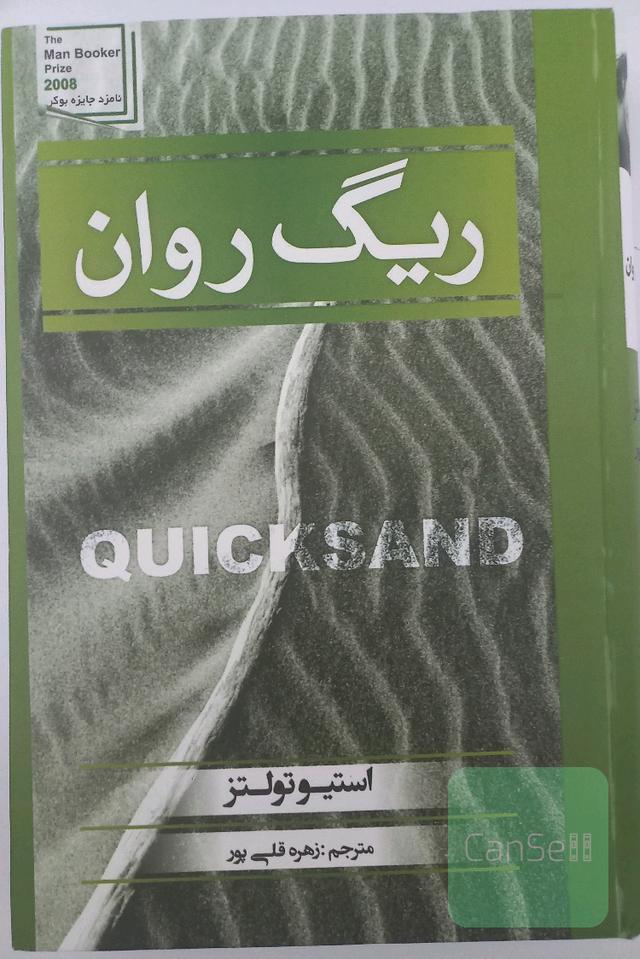 The
Man Booker
Prize
2008
نامزد جایزه بوکر
ریگ روان
QUICKSAND
استیو تولتز
مترجم :زهره قلی پور
CanSell